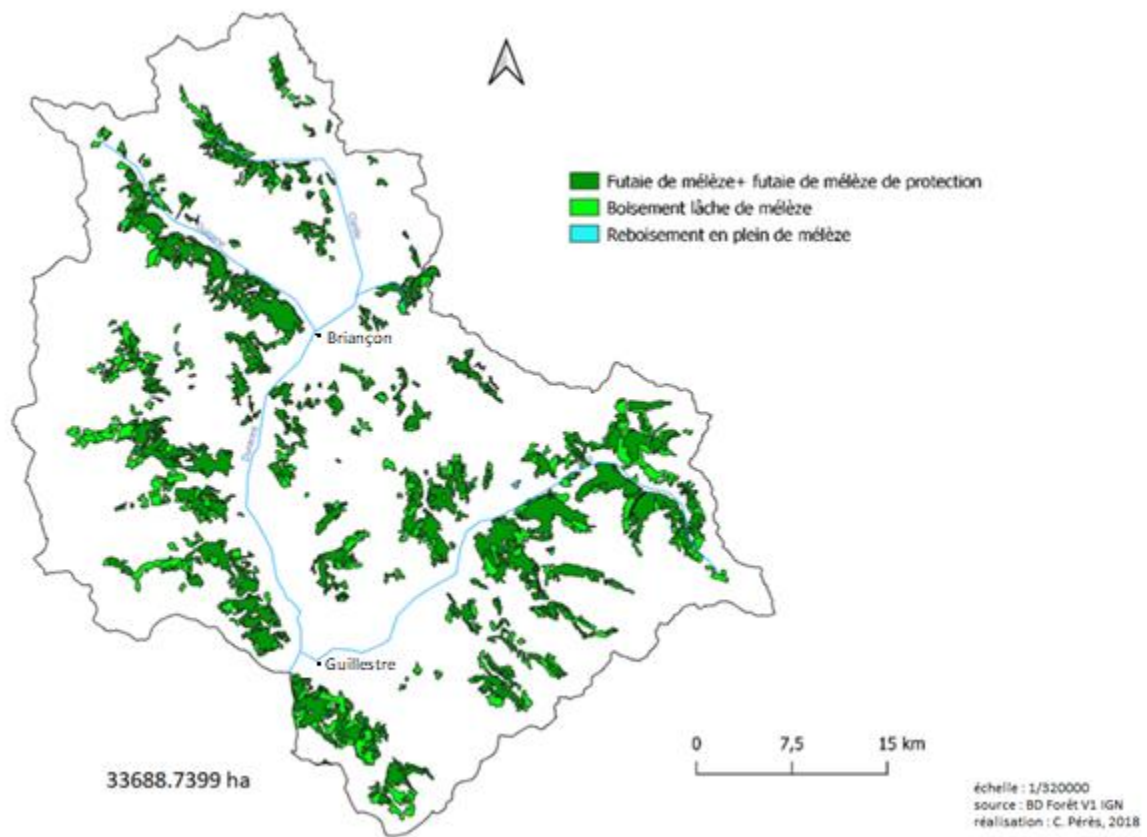 Futaie de mélèze+ futaie de mélèze de protection
Boisement lâche de mélèze
Reboisement en plein de mélèze
Briançon
Durance
Guillestre
0 7,5 15 km
33688.7399 ha
échelle : 1/320000
source : BD Forêt V1 IGN
réalisation : C. Pérès, 2018